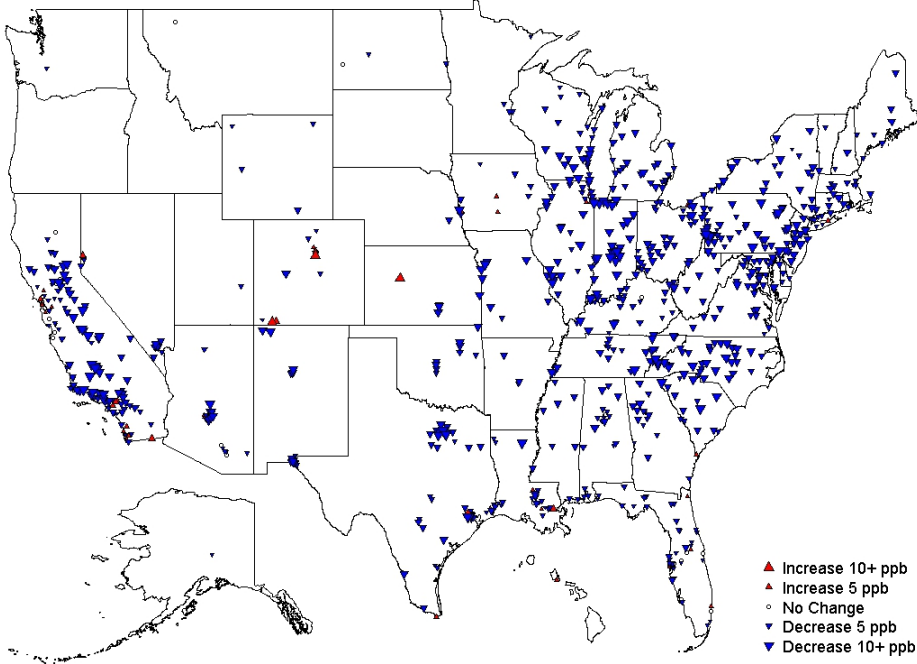 Increase 10+ ppb
Increase 5 ppb
No Change
Decrease 5 ppb
Decrease 10+ ppb